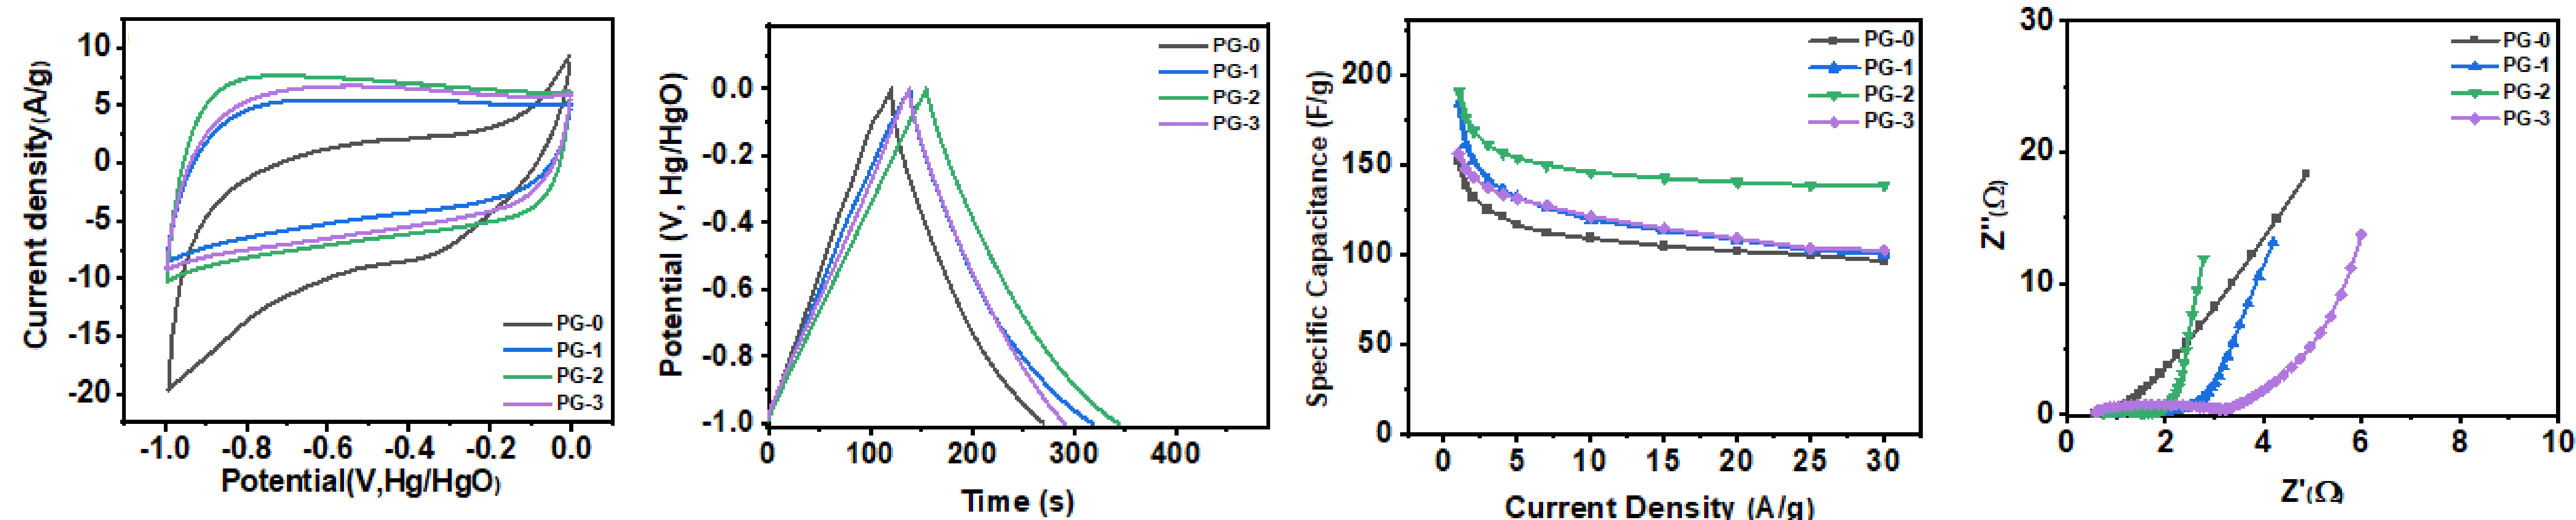 10
5
0
-5
-10
-15
-20
-1.0 -0.8 -0.6 -0.4 -0.2 0.0
Current density(A/g)
Potential(V,Hg/HgO)
PG-0
PG-1
PG-2
PG-3
PG-0
PG-1
PG-2
PG-3
0.0
-0.2
-0.4
-0.6
-0.8
-1.0
0 100 200 300 400
Potential (V, Hg/HgO)
Time (s)
PG-0
PG-1
PG-2
PG-3
200
150
100
50
0
0 5 10 15 20 25 30
Specific Capacitance (F/g)
Current Density (A/g)
PG-0
PG-1
PG-2
PG-3
30
20
10
0
0 2 4 6 8 10
Z''(Ω)
Z'(Ω)